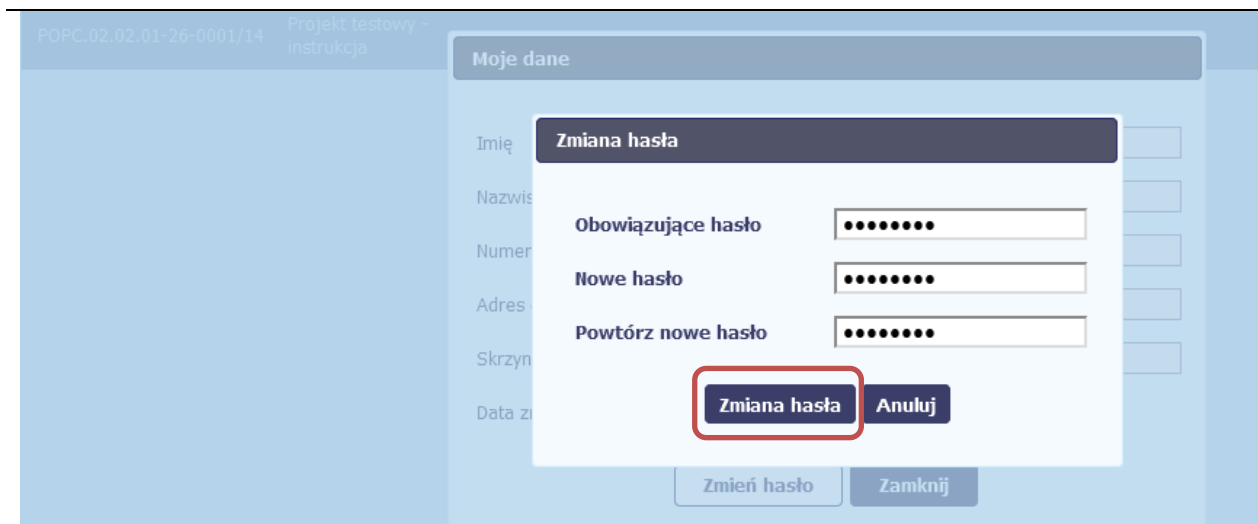 POPC.02.02.01-26-0001/14
Projekt testowy -
instrukcja
Moje dane
Zmiana hasła
Imię
Nazwis
Obowiązujące hasło ••••••••
Numer
Nowe hasło ••••••••
Adres
Powtórz nowe hasło ••••••••
Skrzyn
Zmiana hasła Anuluj
Data z
Zmień hasło Zamknij